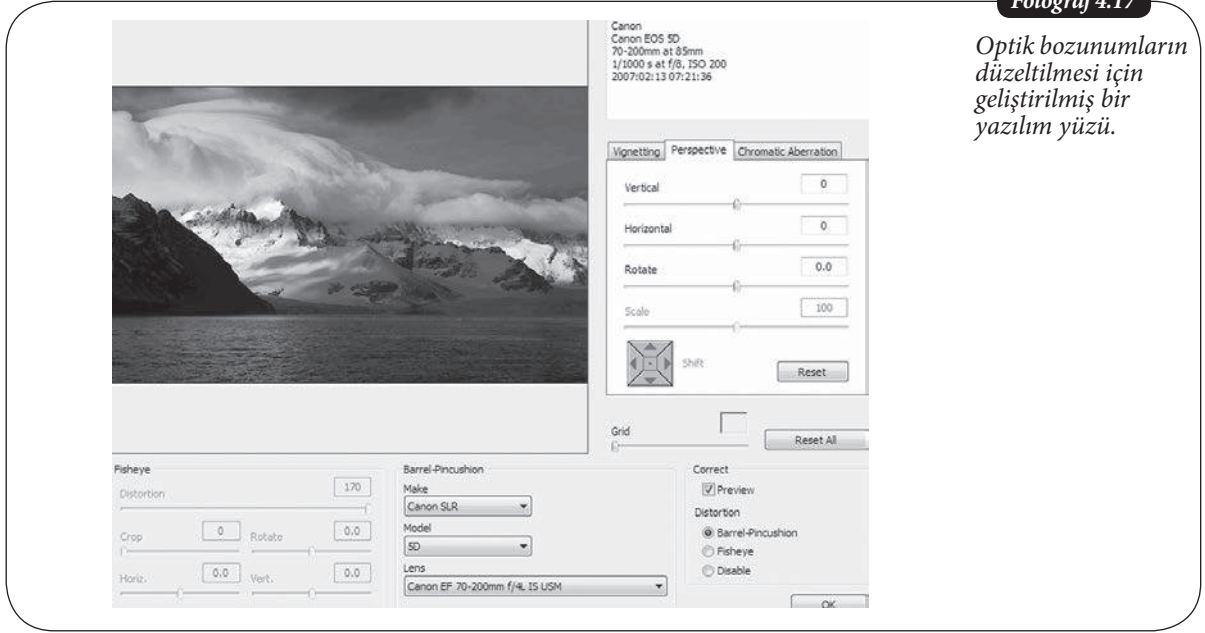 Fotoğraf 4.17
Optik bozunumların
düzeltilmesi için
geliştirilmiş bir
yazılım yüzü.
Canon
Canon EOS 5D
70-200mm at 85mm
1/1000 s at f/8, ISO 200
2007:02:13 07:21:36
Vignetting Perspective Chromatic Aberration
Vertical 0
Horizontal 0
Rotate 0.0
Scale 100
Shift Reset
Grid
Reset All
Fisheye
Distortion 170
Crop 0 Rotate 0.0
Horiz. 0.0 Vert. 0.0
Barrel-Pincushion
Make
Canon SLR
Model
5D
Lens
Canon EF 70-200mm f/4L IS USM
Correct
Preview
Distortion
Barrel-Pincushion
Fisheye
Disable
OK